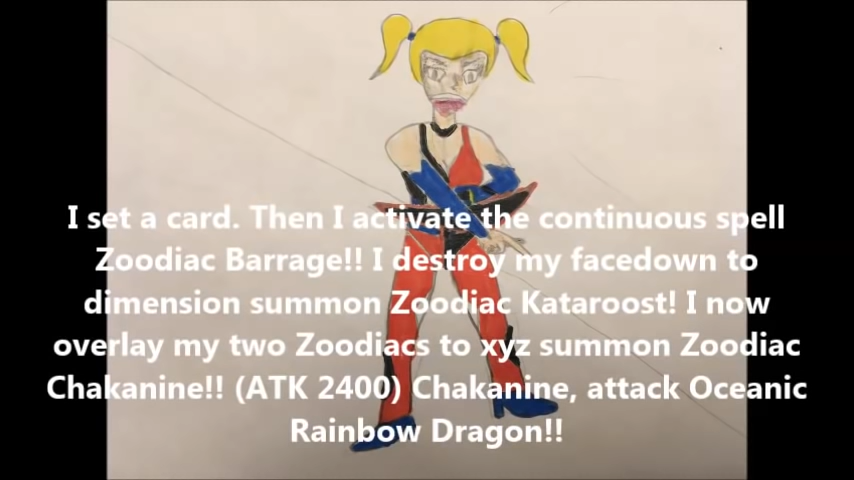 I set a card. Then I activate the continuous spell
Zoodiac Barrage!! I destroy my facedown to
dimension summon Zoodiac Kataroost! I now
overlay my two Zoodiacs to xyz summon Zoodiac
Chakanine!! (ATK 2400) Chakanine, attack Oceanic
Rainbow Dragon!!